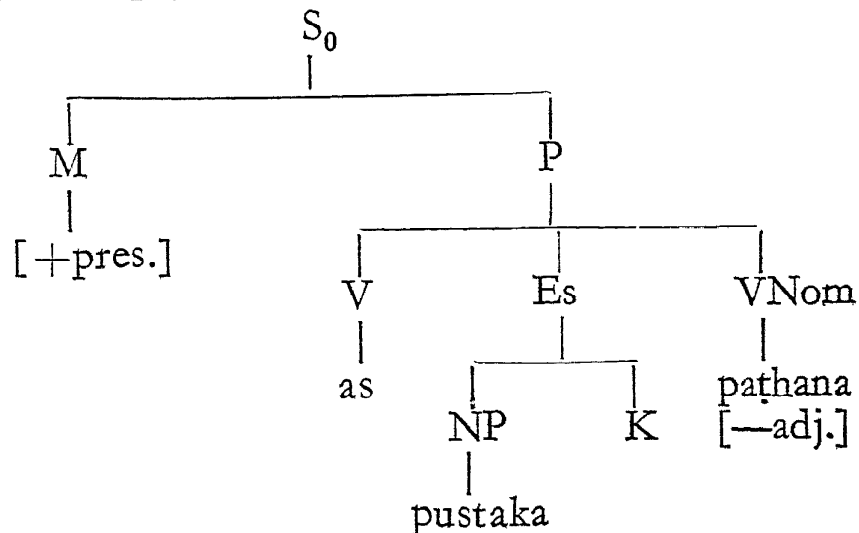 S₀
M P
[+pres.]
V Es VNom
as paṭhana
NP K [—adj.]
pustaka